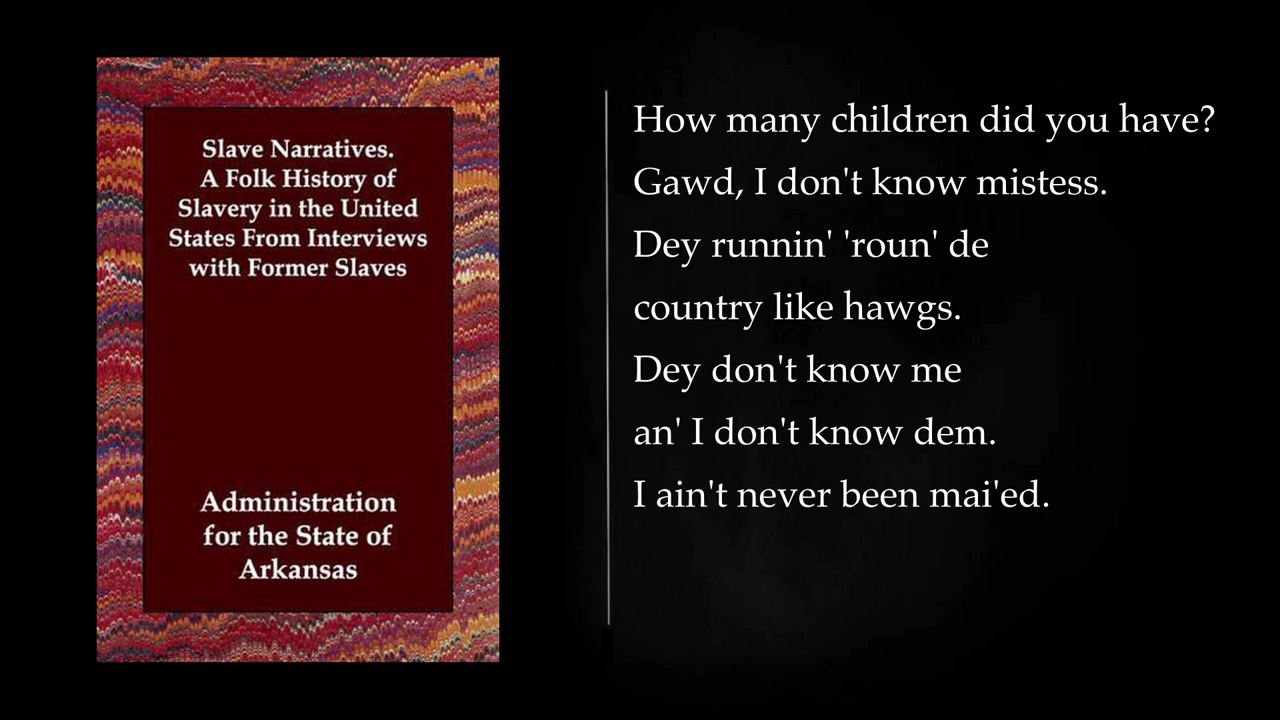 Slave Narratives.
A Folk History of
Slavery in the United
States From Interviews
with Former Slaves
Administration
for the State of
Arkansas
How many children did you have?
Gawd, I don't know mistess.
Dey runnin' 'roun' de
country like hawgs.
Dey don't know me
an' I don't know dem.
I ain't never been mai'ed.